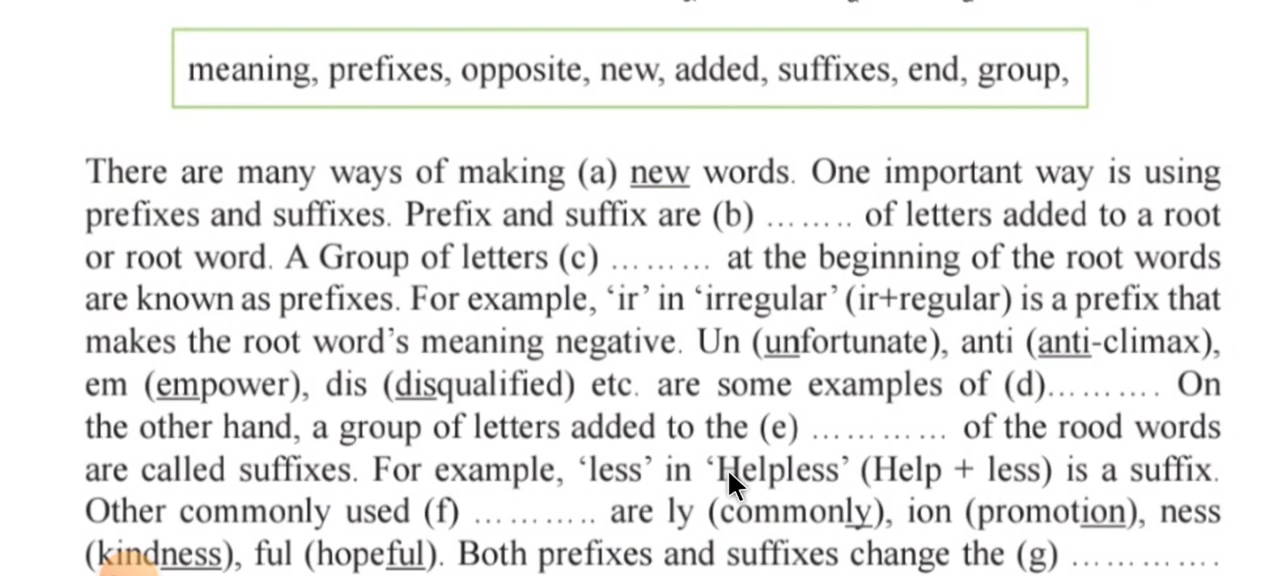 meaning, prefixes, opposite, new, added, suffixes, end, group,
There are many ways of making (a) new words. One important way is using
prefixes and suffixes. Prefix and suffix are (b) ........ of letters added to a root
or root word. A Group of letters (c) ......... at the beginning of the root words
are known as prefixes. For example, ‘ir’ in ‘irregular’ (ir+regular) is a prefix that
makes the root word’s meaning negative. Un (unfortunate), anti (anti-climax),
em (empower), dis (disqualified) etc. are some examples of (d).......... On
the other hand, a group of letters added to the (e) ............ of the rood words
are called suffixes. For example, ‘less’ in ‘Helpless’ (Help + less) is a suffix.
Other commonly used (f) ........... are ly (commonly), ion (promotion), ness
(kindness), ful (hopeful). Both prefixes and suffixes change the (g) .............